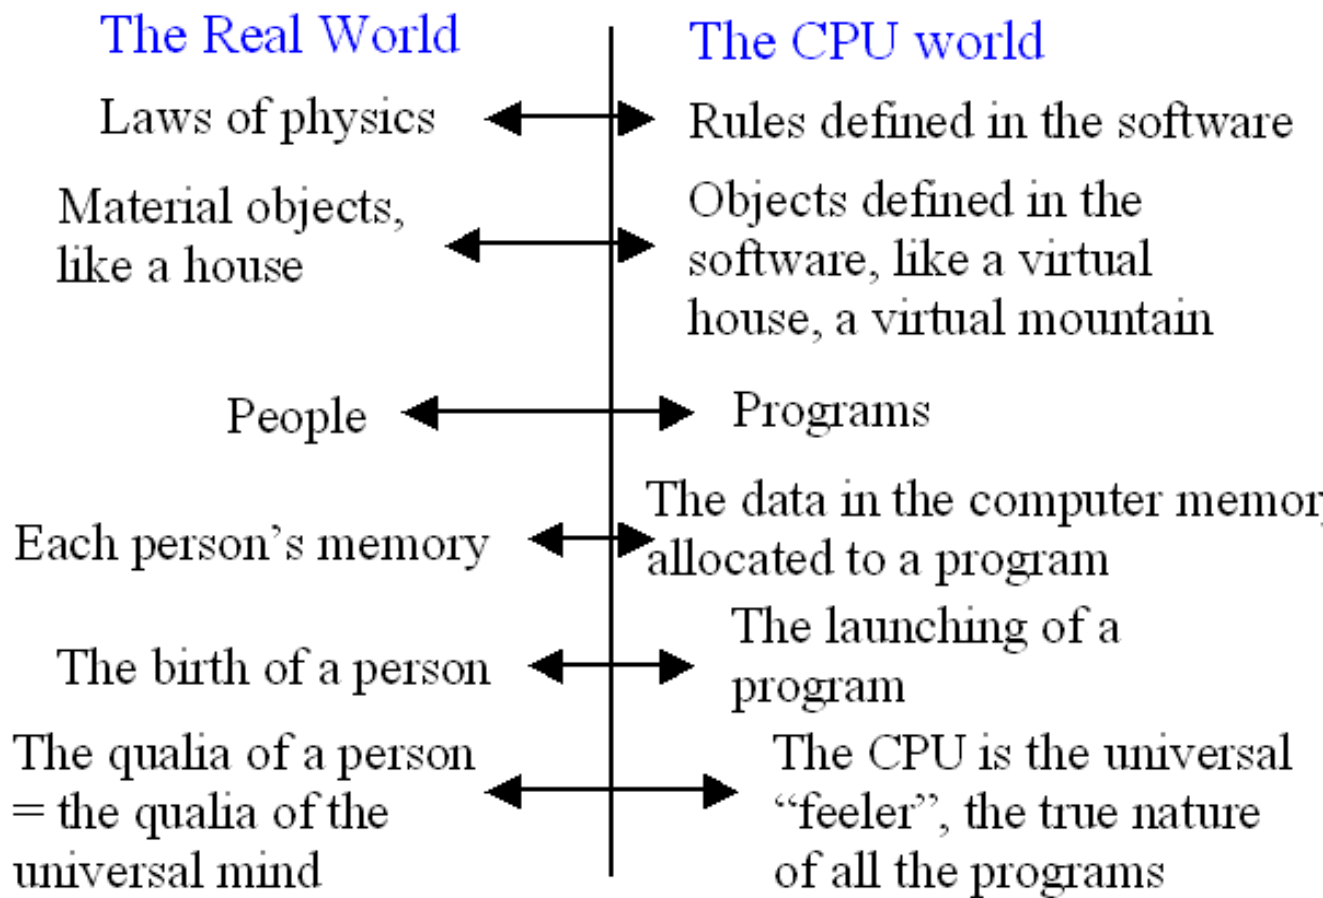 The Real World
The CPU world
Laws of physics
Rules defined in the software
Material objects,
like a house
Objects defined in the
software, like a virtual
house, a virtual mountain
People
Programs
Each person’s memory
The data in the computer memory
allocated to a program
The birth of a person
The launching of a
program
The qualia of a person
= the qualia of the
universal mind
The CPU is the universal
“feeler”, the true nature
of all the programs